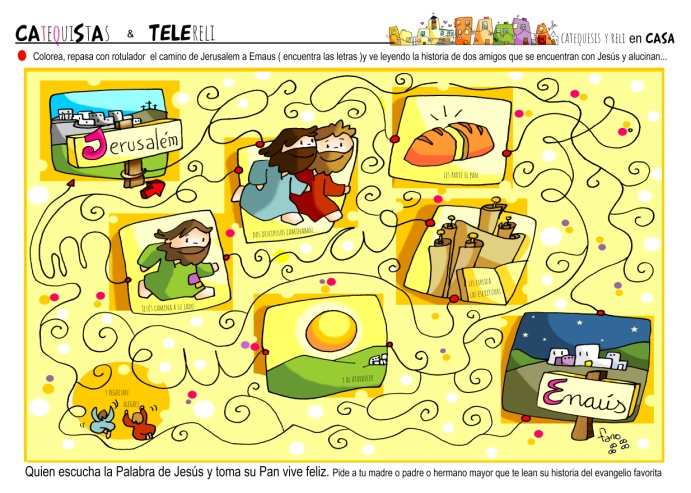 CATEQUISTAS & TELERELI
CATEQUESIS Y RELI en CASA
Colorea, repasa con rotulador el camino de Jerusalem a Emaus ( encuentra las letras )y ve leyendo la historia de dos amigos que se encuentran con Jesús y alucinan...
Jerusalém
DOS DISCIPULOS CAMINABAN
LES PARTE EL PAN
JESÚS CAMINA A SU LADO
LES EXPLICA
LAS ESCRITURAS
Y AL ATARDECER
Emaús
Y REGRESAN
ALEGRES
fano
Quien escucha la Palabra de Jesús y toma su Pan vive feliz. Pide a tu madre o padre o hermano mayor que te lean su historia del evangelio favorita